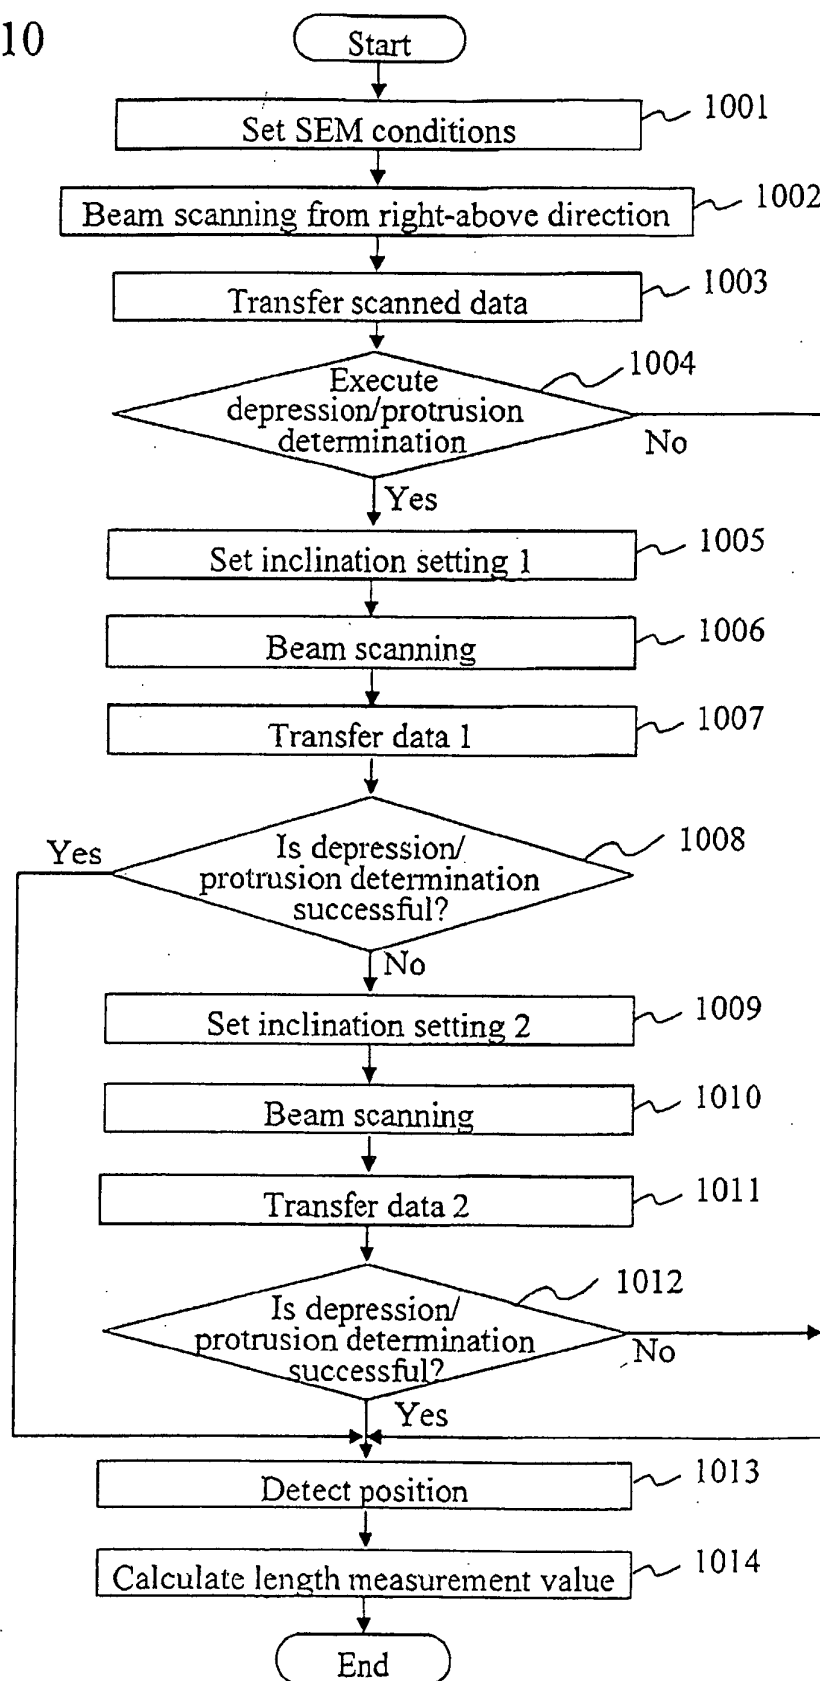 10
Start
Set SEM conditions
1001
Beam scanning from right-above direction
1002
Transfer scanned data
1003
Execute
depression/protrusion
determination
1004
No
Yes
Set inclination setting 1
1005
Beam scanning
1006
Transfer data 1
1007
Is depression/
protrusion determination
successful?
1008
Yes
No
Set inclination setting 2
1009
Beam scanning
1010
Transfer data 2
1011
Is depression/
protrusion determination
successful?
1012
No
Yes
Detect position
1013
Calculate length measurement value
1014
End